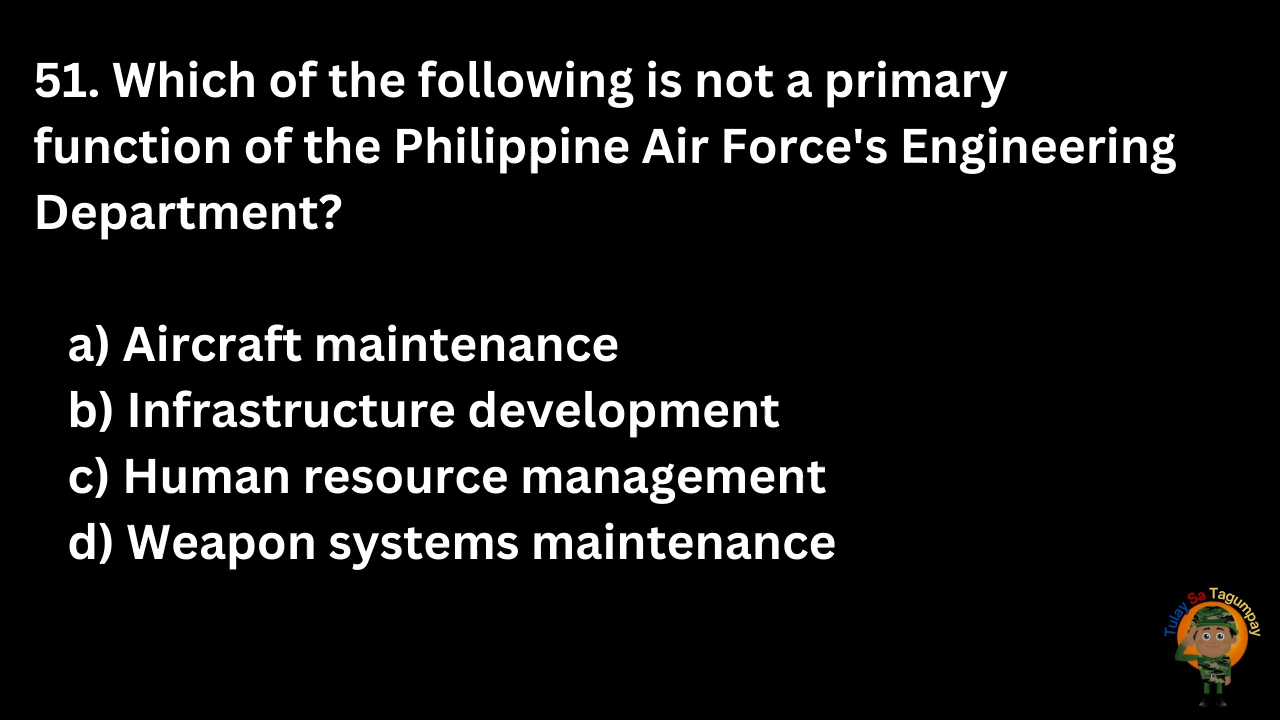 51. Which of the following is not a primary
function of the Philippine Air Force's Engineering
Department?
a) Aircraft maintenance
b) Infrastructure development
c) Human resource management
d) Weapon systems maintenance
Tulay Sa Tagumpay